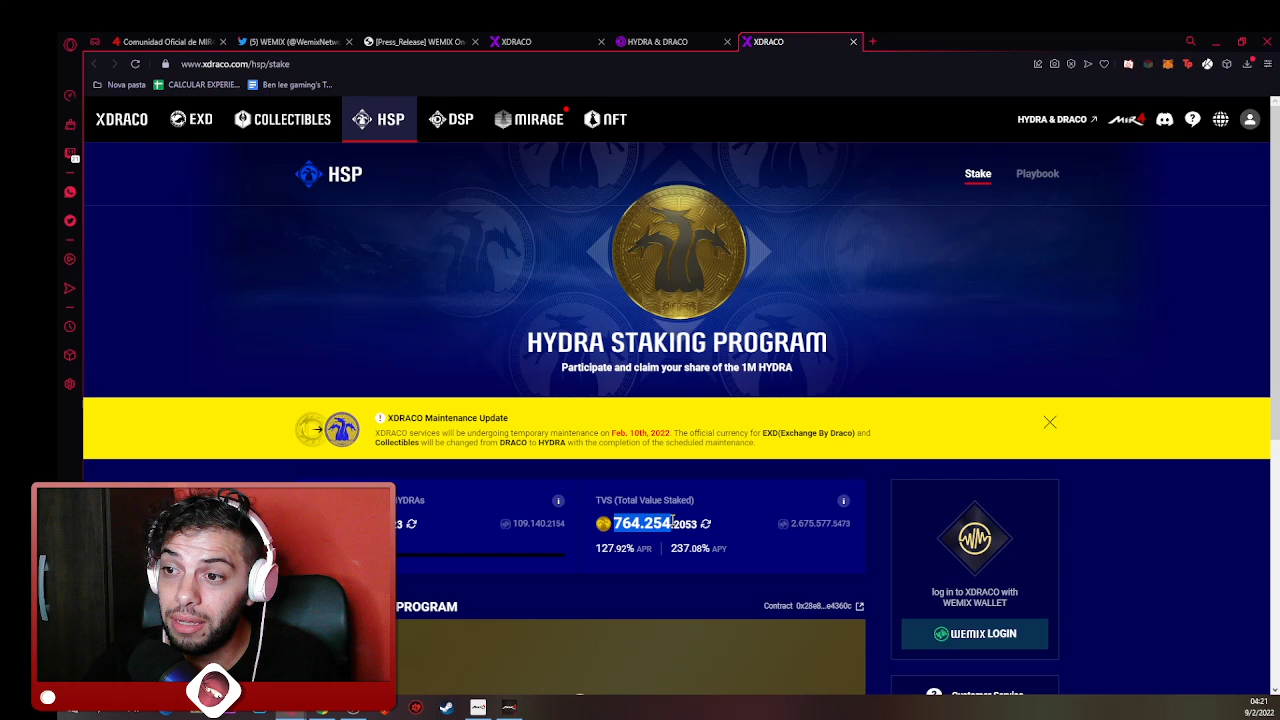 Comunidad Oficial de MIR
(5) WEMIX (@WemixNetw
[Press_Release] WEMIX On
XDRACO
HYDRA & DRACO
XDRACO
www.xdraco.com/hsp/stake
Nova pasta
CALCULAR EXPERIE...
Ben lee gaming's T...
XDRACO
EXD
COLLECTIBLES
HSP
DSP
MIRAGE
NFT
HYDRA & DRACO
MIR4
HSP
Stake
Playbook
HYDRA STAKING PROGRAM
Participate and claim your share of the 1M HYDRA
XDRACO Maintenance Update
XDRACO services will be undergoing temporary maintenance on Feb. 10th, 2022. The official currency for EXD(Exchange By Draco) and
Collectibles will be changed from DRACO to HYDRA with the completion of the scheduled maintenance.
21
YDRAs
3
109.140.2154
TVS (Total Value Staked)
764.254.2053
2.675.577.5473
127.92% APR
237.08% APY
log in to XDRACO with
WEMIX WALLET
WEMIX LOGIN
PROGRAM
Contract 0x28e8...e4360c
Customer Service
04:21
9/2/2022